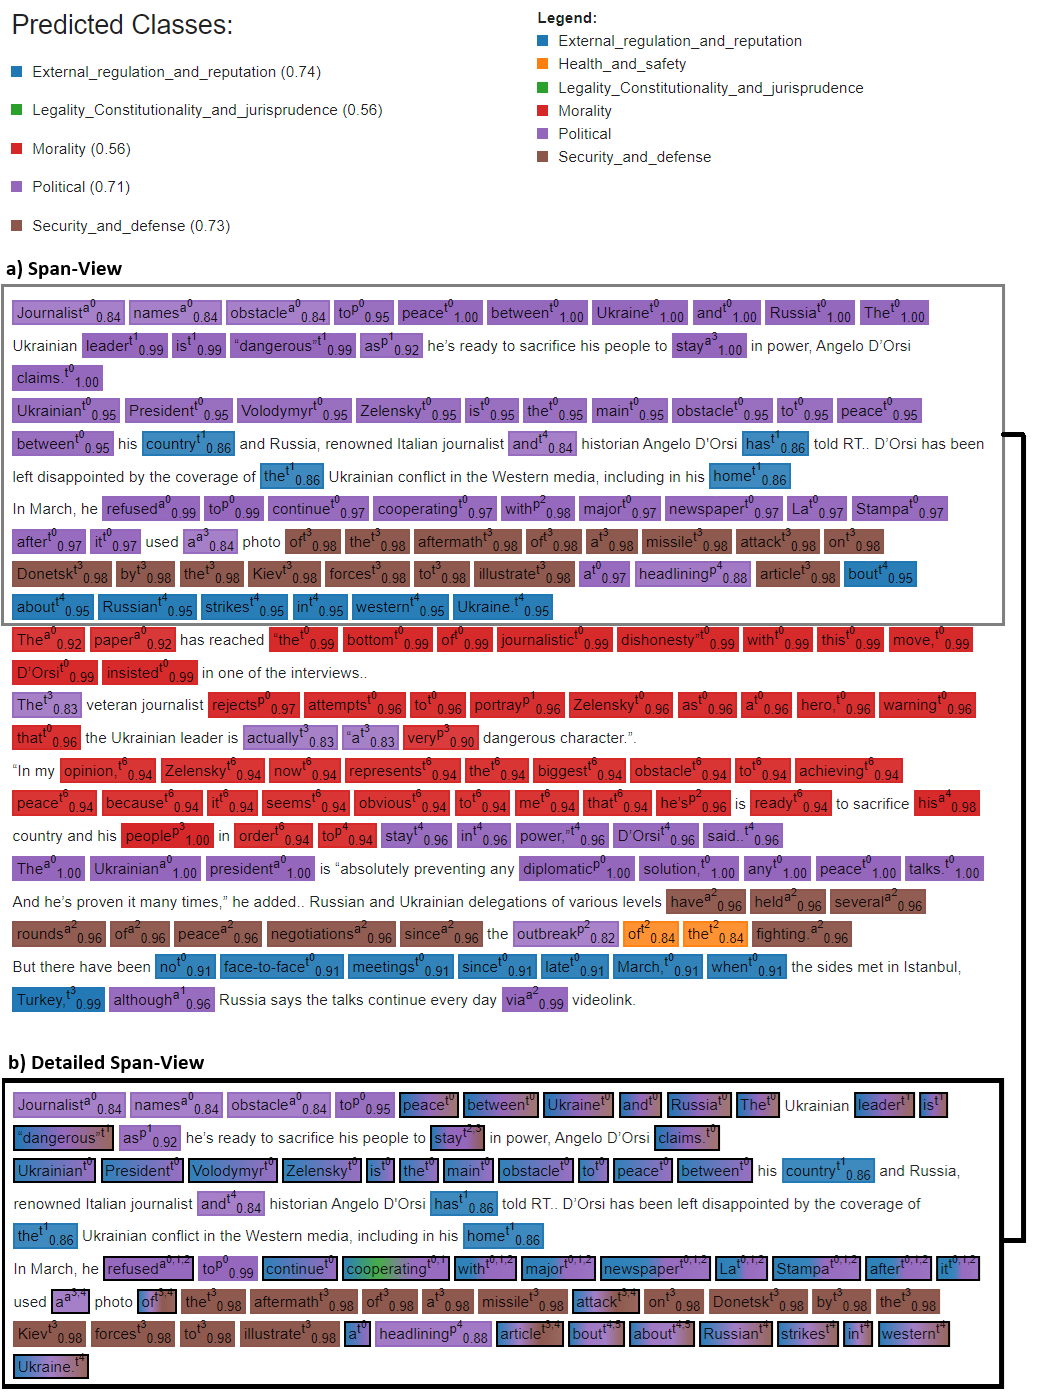 Predicted Classes:
External_regulation_and_reputation (0.74)
Legality_Constitutionality_and_jurisprudence (0.56)
Morality (0.56)
Political (0.71)
Security_and_defense (0.73)
Legend:
External_regulation_and_reputation
Health_and_safety
Legality_Constitutionality_and_jurisprudence
Morality
Political
Security_and_defense
a) Span-View
Journalist a0 0.84 names a0 0.84 obstacle a0 0.84 to p0 0.95 peace t0 1.00 between t0 1.00 Ukraine t0 1.00 and t0 1.00 Russia t0 1.00 The t0 1.00
Ukrainian leader t1 0.99 is t1 0.99 “dangerous” t1 0.99 as p1 0.92 he’s ready to sacrifice his people to stay a3 1.00 in power, Angelo D’Orsi
claims. t0 1.00
Ukrainian t0 0.95 President t0 0.95 Volodymyr t0 0.95 Zelensky t0 0.95 is t0 0.95 the t0 0.95 main t0 0.95 obstacle t0 0.95 to t0 0.95 peace t0 0.95
between t0 0.95 his country t1 0.86 and Russia, renowned Italian journalist and t4 0.84 historian Angelo D'Orsi has t1 0.86 told RT.. D’Orsi has been
left disappointed by the coverage of the t1 0.86 Ukrainian conflict in the Western media, including in his home t1 0.86
In March, he refused a0 0.99 to p0 0.99 continue t0 0.97 cooperating t0 0.97 with p2 0.98 major t0 0.97 newspaper t0 0.97 La t0 0.97 Stampa t0 0.97
after t0 0.97 it t0 0.97 used a a3 0.84 photo of t3 0.98 the t3 0.98 aftermath t3 0.98 of t3 0.98 a t3 0.98 missile t3 0.98 attack t3 0.98 on t3 0.98
Donetsk t3 0.98 by t3 0.98 the t3 0.98 Kiev t3 0.98 forces t3 0.98 to t3 0.98 illustrate t3 0.98 a t0 0.97 headlining p4 0.88 article t3 0.98 bout t4 0.95
about t4 0.95 Russian t4 0.95 strikes t4 0.95 in t4 0.95 western t4 0.95 Ukraine. t4 0.95
The a0 0.92 paper a0 0.92 has reached “the t0 0.99 bottom t0 0.99 of t0 0.99 journalistic t0 0.99 dishonesty” t0 0.99 with t0 0.99 this t0 0.99 move, t0 0.99
D’Orsi t0 0.99 insisted t0 0.99 in one of the interviews..
The t3 0.83 veteran journalist rejects p0 0.97 attempts t0 0.96 to t0 0.96 portray p1 0.96 Zelensky t0 0.96 as t0 0.96 a t0 0.96 hero, t0 0.96 warning t0 0.96
that t0 0.96 the Ukrainian leader is actually t3 0.83 “a t3 0.83 very p3 0.90 dangerous character.”.
“In my opinion, t6 0.94 Zelensky t6 0.94 now t6 0.94 represents t6 0.94 the t6 0.94 biggest t6 0.94 obstacle t6 0.94 to t6 0.94 achieving t6 0.94
peace t6 0.94 because t6 0.94 it t6 0.94 seems t6 0.94 obvious t6 0.94 to t6 0.94 me t6 0.94 that t6 0.94 he's p2 0.96 is ready t6 0.94 to sacrifice his a4 0.98
country and his people p3 1.00 in order t6 0.94 to p4 0.94 stay t4 0.96 in t4 0.96 power,” t4 0.96 D’Orsi t4 0.96 said.. t4 0.96
The a0 1.00 Ukrainian a0 1.00 president a0 1.00 is “absolutely preventing any diplomatic p0 1.00 solution, t0 1.00 any t0 1.00 peace t0 1.00 talks. t0 1.00
And he’s proven it many times,” he added.. Russian and Ukrainian delegations of various levels have a2 0.96 held a2 0.96 several a2 0.96
rounds a2 0.96 of a2 0.96 peace a2 0.96 negotiations a2 0.96 since a2 0.96 the outbreak p2 0.82 of t2 0.84 the t2 0.84 fighting. a2 0.96
But there have been no t0 0.91 face-to-face t0 0.91 meetings t0 0.91 since t0 0.91 late t0 0.91 March, t0 0.91 when t0 0.91 the sides met in Istanbul,
Turkey, t3 0.99 although a1 0.96 Russia says the talks continue every day via a2 0.99 videolink.
b) Detailed Span-View
Journalist a0 0.84 names a0 0.84 obstacle a0 0.84 to p0 0.95 peace t0 between t0 Ukraine t0 and t0 Russia t0 The t0 Ukrainian leader t1 is t1
“dangerous” t1 as p1 0.92 he’s ready to sacrifice his people to stay in power, Angelo D’Orsi claims. t0
Ukrainian t0 President t0 Volodymyr t0 Zelensky t0 is t0 the t0 main t0 obstacle t0 to t0 peace t0 between t0 his country t1 0.86 and Russia,
renowned Italian journalist and t4 0.84 historian Angelo D'Orsi has t1 0.86 told RT.. D’Orsi has been left disappointed by the coverage of
the t1 0.86 Ukrainian conflict in the Western media, including in his home t1 0.86
In March, he refused a0,1,2 to p0 0.99 continue t0 cooperating t0,1 with t0,1,2 major t0,1,2 newspaper t0,1,2 La t0,1,2 Stampa t0,1,2 after t0,1,2 it t0,1,2
used a a3,4 photo of t3,4 the t3 0.98 aftermath t3 0.98 of t3 0.98 a t3 0.98 missile t3 0.98 attack t3,4 on t3 0.98 Donetsk t3 0.98 by t3 0.98 the t3 0.98
Kiev t3 0.98 forces t3 0.98 to t3 0.98 illustrate t3 0.98 a t0 headlining p4 0.88 article t3,4 bout t4,5 about t4,5 Russian t4 strikes t4 in t4 western t4
Ukraine. t4